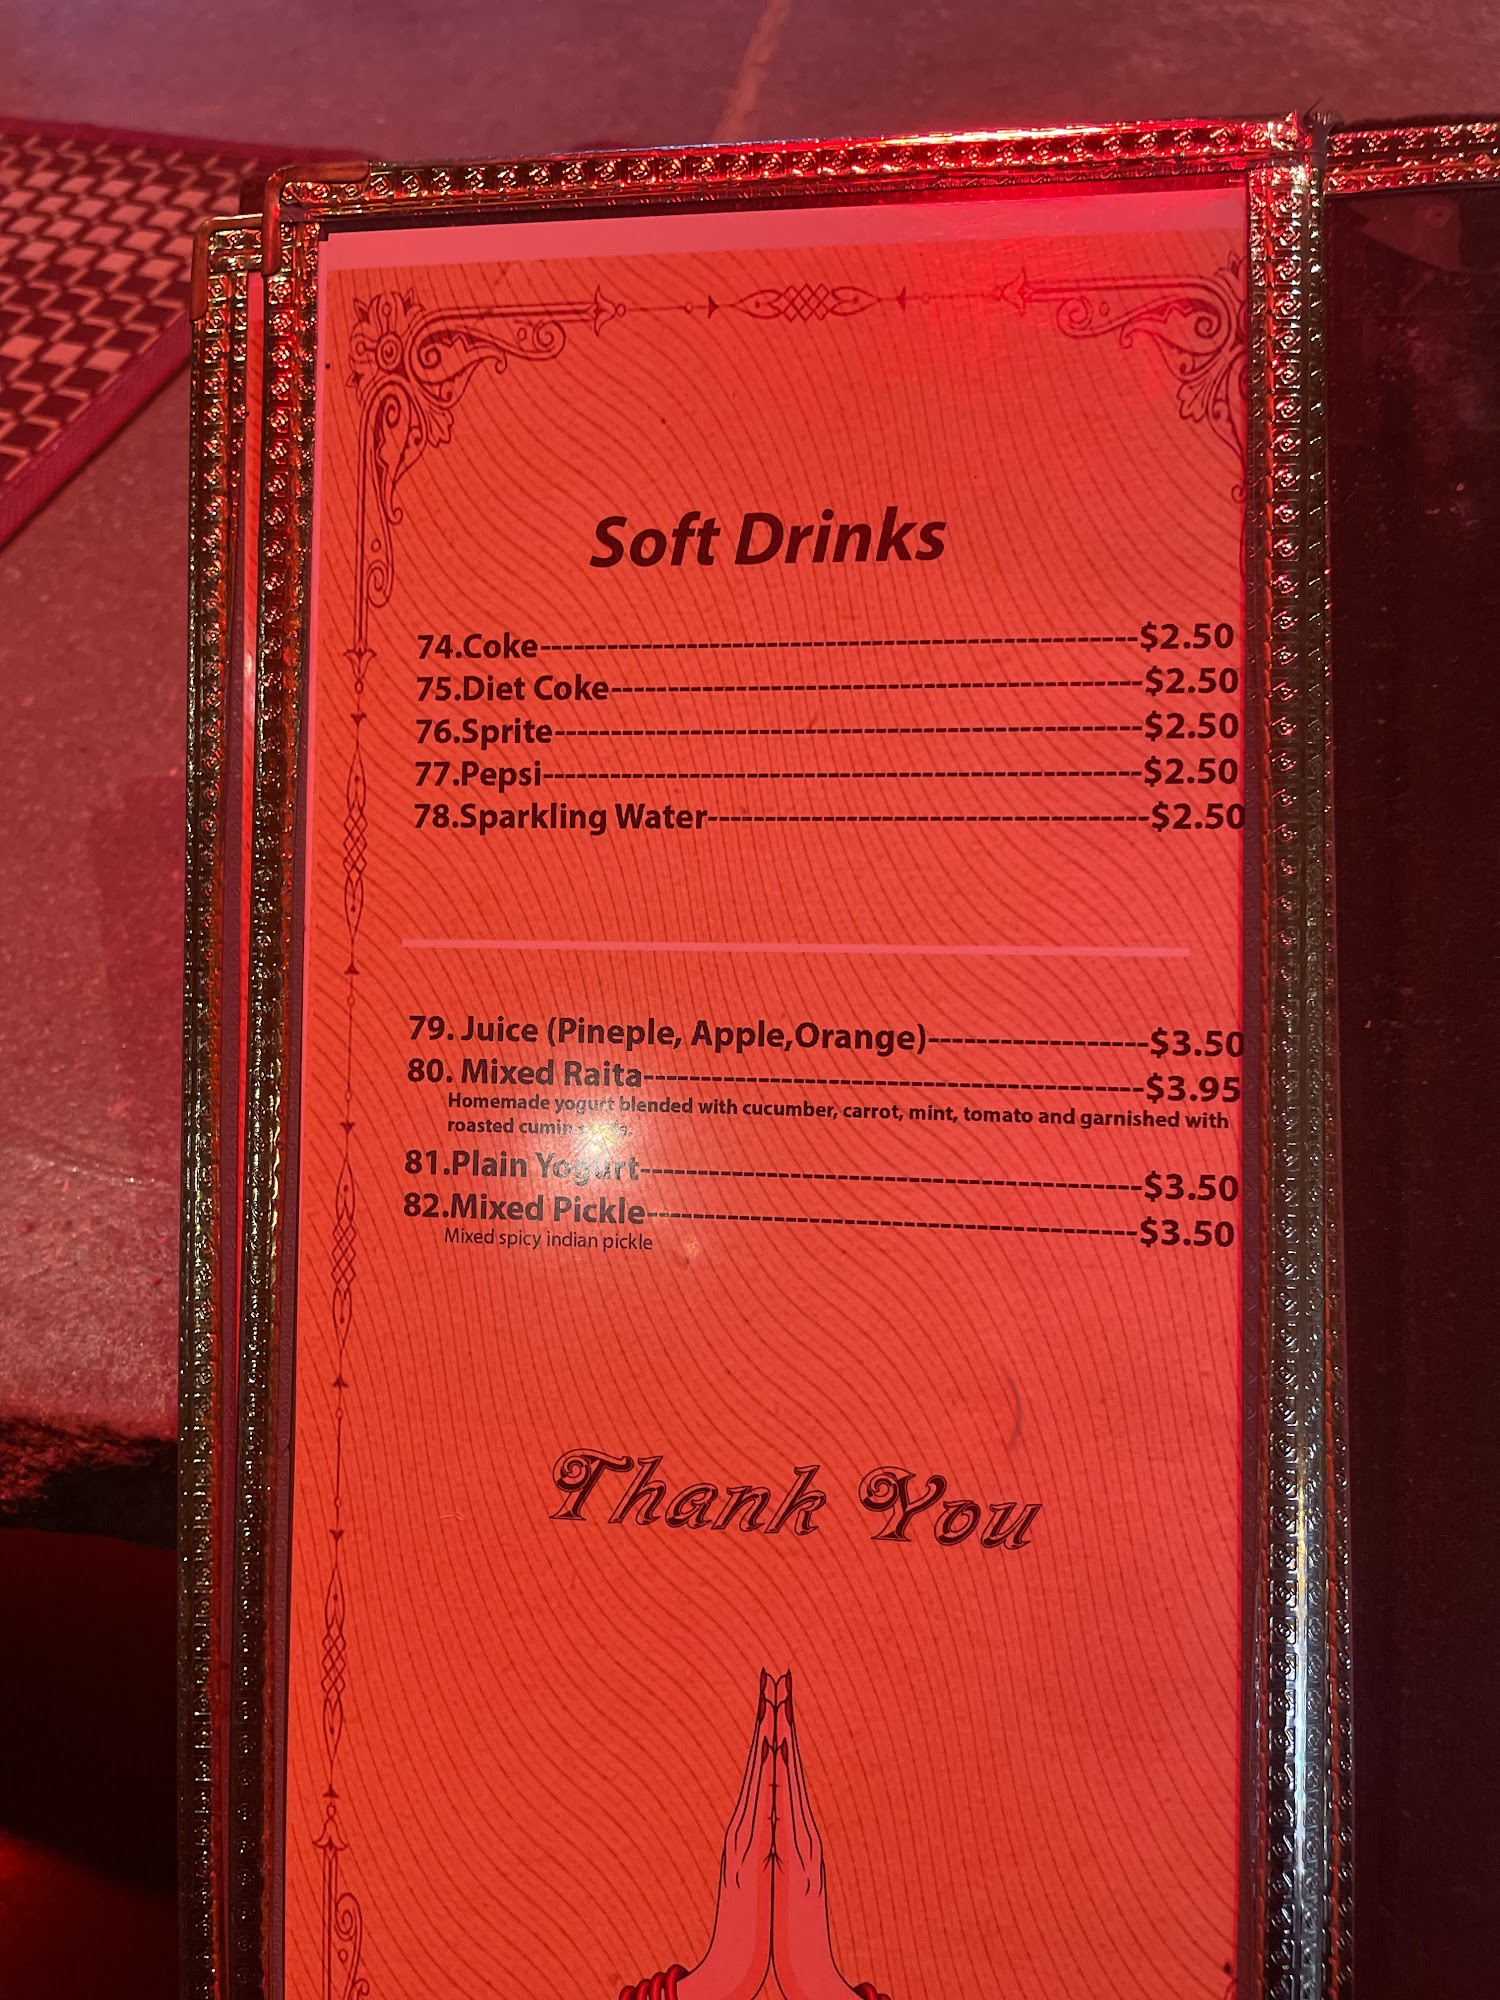 Soft Drinks
74.Coke-----------------------------------------------------------$2.50
75.Diet Coke----------------------------------------------------$2.50
76.Sprite---------------------------------------------------------$2.50
77.Pepsi----------------------------------------------------------$2.50
78.Sparkling Water-------------------------------------------$2.50
79. Juice (Pineple, Apple,Orange)---------------------$3.50
80. Mixed Raita------------------------------------------------$3.95
Homemade yogurt blended with cucumber, carrot, mint, tomato and garnished with
roasted cumin
81.Plain Yogurt------------------------------------------------$3.50
82.Mixed Pickle-----------------------------------------------$3.50
Mixed spicy indian pickle
Thank You